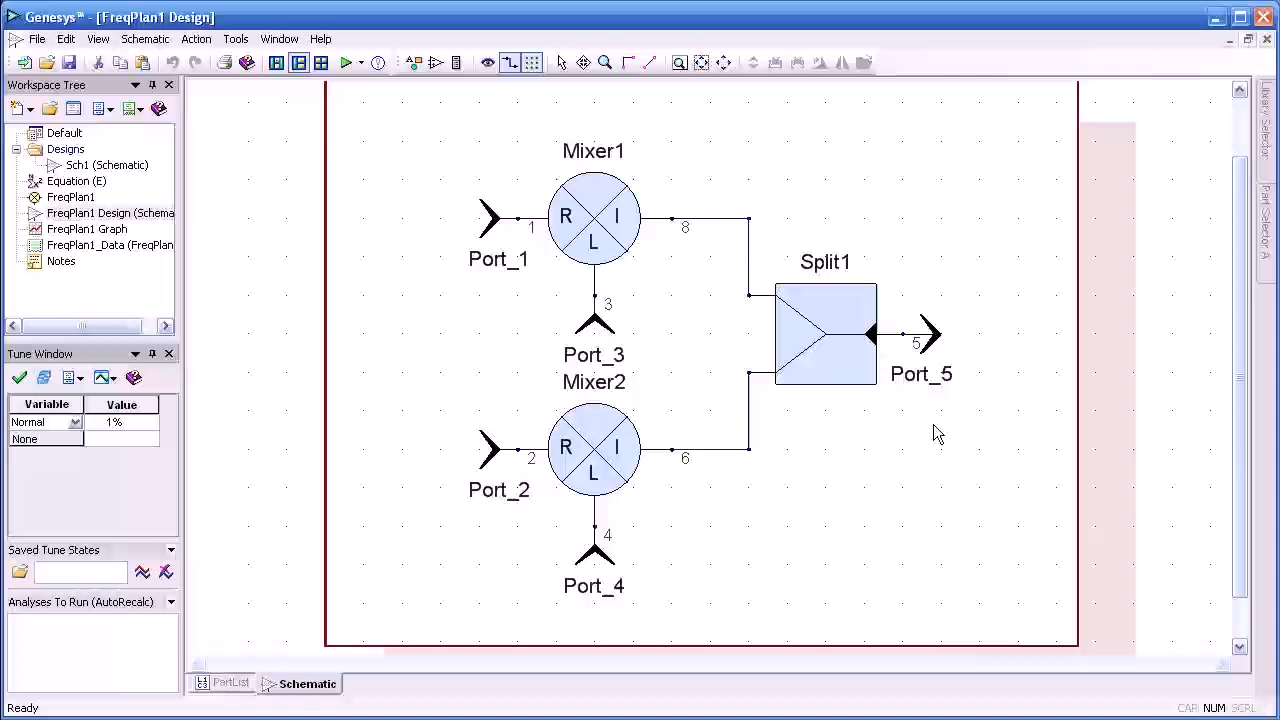 Genesys™ - [FreqPlan1 Design]
File Edit View Schematic Action Tools Window Help
Workspace Tree
Default
Designs
Sch1 (Schematic)
Equation (E)
FreqPlan1
FreqPlan1 Design (Schema
FreqPlan1 Graph
FreqPlan1_Data (FreqPlan
Notes
Tune Window
Variable Value
Normal 1%
None
Saved Tune States
Analyses To Run (AutoRecalc)
Mixer1
R I
L
1
8
Port_1
3
Port_3
Split1
5
Port_5
Mixer2
R I
L
2
6
Port_2
4
Port_4
PartList Schematic
Library Selector
Part Selector A
Ready
CAP NUM SCRL